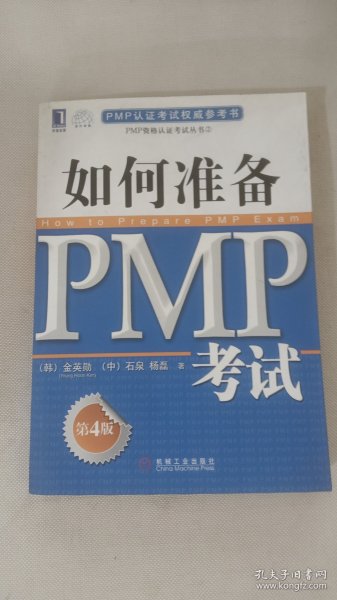 PMP认证考试权威参考书
PMP资格认证考试丛书②
如何准备
How to Prepare PMP Exam
PMP
考试
(韩) 金英勋 (中) 石泉 杨磊 著
第4版
机械工业出版社
China Machine Press
孔夫子旧书网